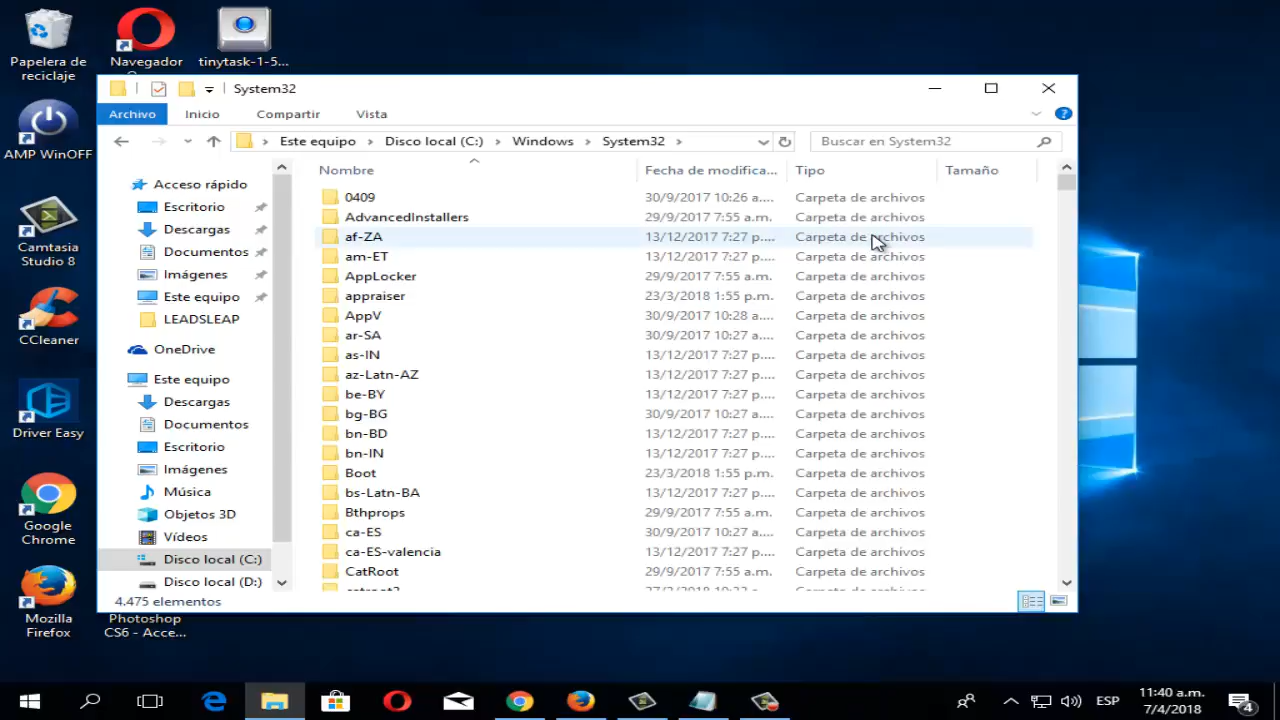 Papelera de
reciclaje
Navegador
tinytask-1-5...
AMP WinOFF
Camtasia
Studio 8
CCleaner
Driver Easy
Google
Chrome
Mozilla
Firefox
Photoshop
CS6 - Acce...
System32
Archivo Inicio Compartir Vista
Este equipo > Disco local (C:) > Windows > System32 >
Buscar en System32
Acceso rápido
Escritorio
Descargas
Documentos
Imágenes
Este equipo
LEADSLEAP
OneDrive
Este equipo
Descargas
Documentos
Escritorio
Imágenes
Música
Objetos 3D
Vídeos
Disco local (C:)
Disco local (D:)
Nombre Fecha de modifica... Tipo Tamaño
0409 30/9/2017 10:26 a.... Carpeta de archivos
AdvancedInstallers 29/9/2017 7:55 a.m. Carpeta de archivos
af-ZA 13/12/2017 7:27 p.... Carpeta de archivos
am-ET 13/12/2017 7:27 p.... Carpeta de archivos
AppLocker 29/9/2017 7:55 a.m. Carpeta de archivos
appraiser 23/3/2018 1:55 p.m. Carpeta de archivos
AppV 30/9/2017 10:28 a.... Carpeta de archivos
ar-SA 30/9/2017 10:27 a.... Carpeta de archivos
as-IN 13/12/2017 7:27 p.... Carpeta de archivos
az-Latn-AZ 13/12/2017 7:27 p.... Carpeta de archivos
be-BY 13/12/2017 7:27 p.... Carpeta de archivos
bg-BG 30/9/2017 10:27 a.... Carpeta de archivos
bn-BD 13/12/2017 7:27 p.... Carpeta de archivos
bn-IN 13/12/2017 7:27 p.... Carpeta de archivos
Boot 23/3/2018 1:55 p.m. Carpeta de archivos
bs-Latn-BA 13/12/2017 7:27 p.... Carpeta de archivos
Bthprops 29/9/2017 7:55 a.m. Carpeta de archivos
ca-ES 30/9/2017 10:27 a.... Carpeta de archivos
ca-ES-valencia 13/12/2017 7:27 p.... Carpeta de archivos
CatRoot 29/9/2017 7:55 a.m. Carpeta de archivos
4.475 elementos
ESP
11:40 a.m.
7/4/2018
4